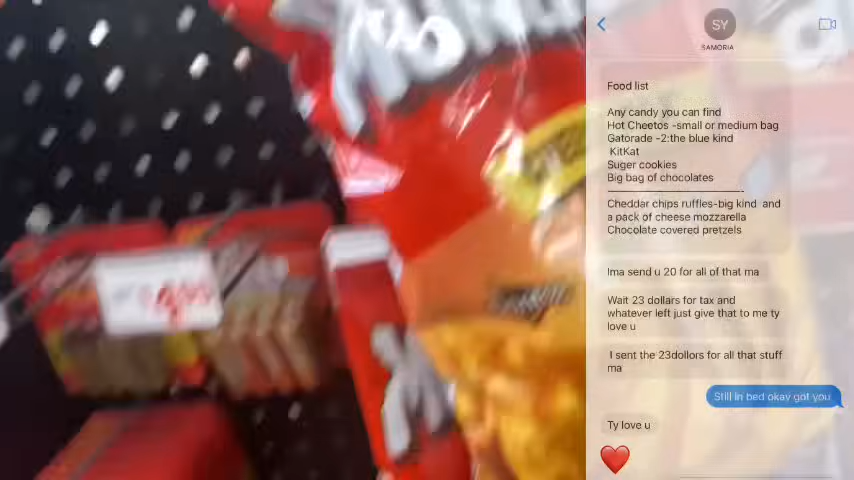 SY
SAMORIA
Food list
Any candy you can find
Hot Cheetos -small or medium bag
Gatorade -2:the blue kind
KitKat
Suger cookies
Big bag of chocolates
Cheddar chips ruffles-big kind and
a pack of cheese mozzarella
Chocolate covered pretzels
Ima send u 20 for all of that ma
Wait 23 dollars for tax and
whatever left just give that to me ty
love u
I sent the 23dollors for all that stuff
ma
Still in bed okay got you
Ty love u